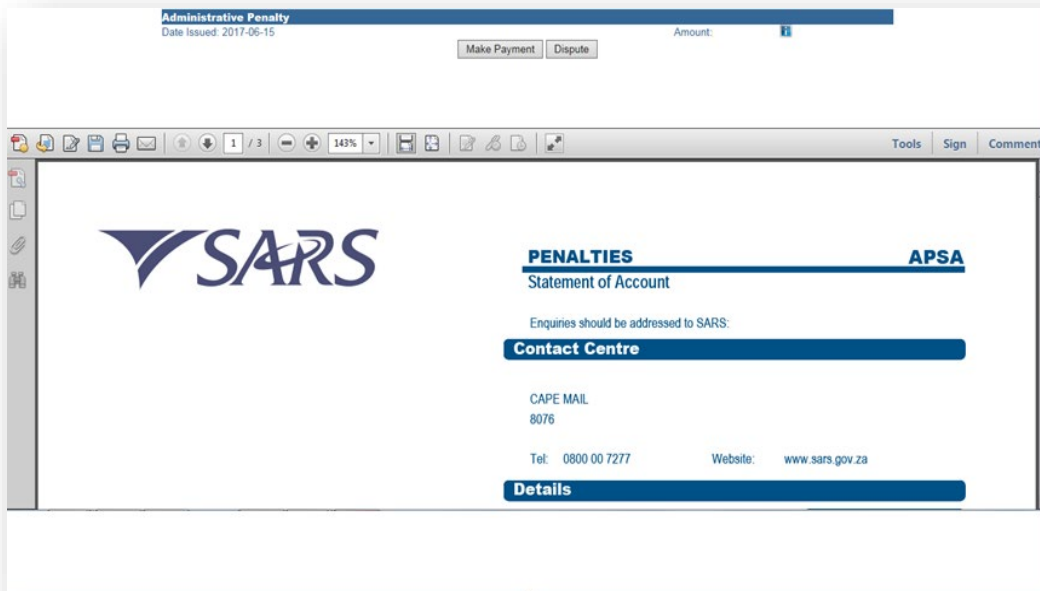 Administrative Penalty
Date Issued: 2017-06-15 Amount:
Make Payment Dispute
1 / 3 143% Tools Sign Comment
SARS
PENALTIES APSA
Statement of Account
Enquiries should be addressed to SARS:
Contact Centre
CAPE MAIL
8076
Tel: 0800 00 7277 Website: www.sars.gov.za
Details